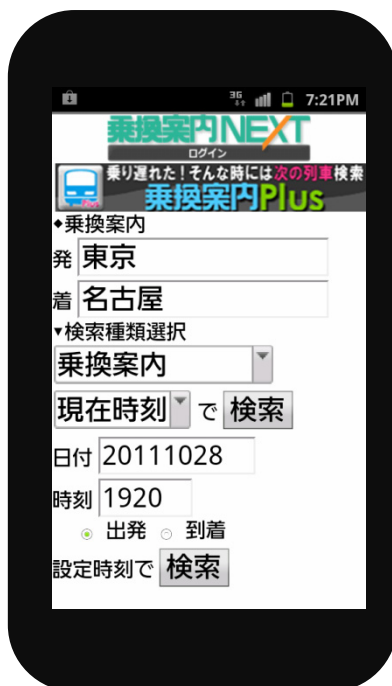 3G 7:21PM
乗換案内NEXT
ログイン
乗り遅れた!そんな時には次の列車検索
Plus 乗換案内Plus
◆乗換案内
発 東京
着 名古屋
▼検索種類選択
乗換案内
現在時刻 で 検索
日付 20111028
時刻 1920
出発 到着
設定時刻で 検索